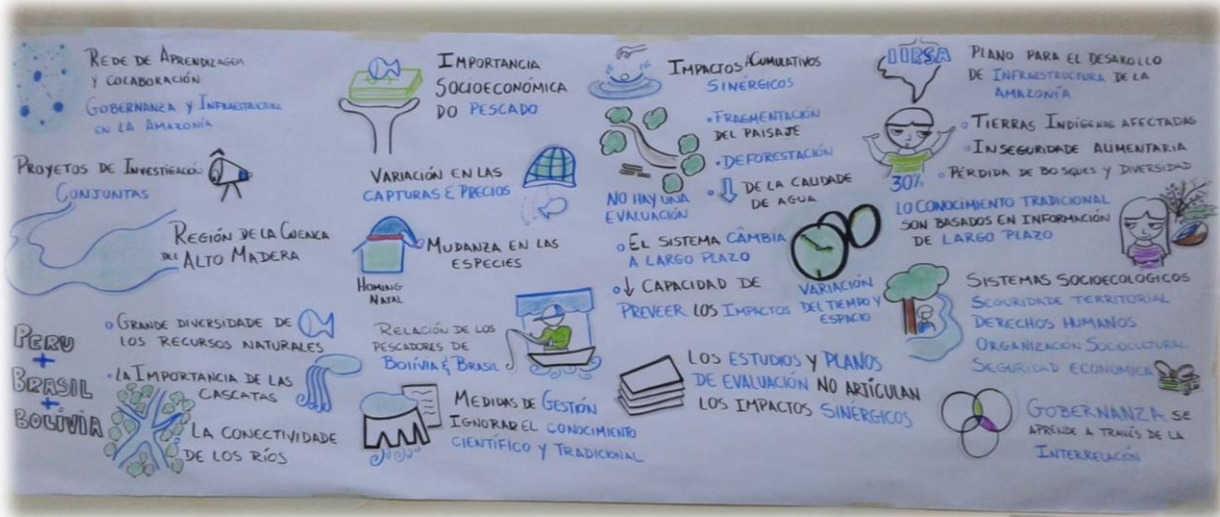 REDE DE APRENDIZAGEM
Y COLABORACIÓN
GOBERNANZA Y INFRAESTRUCTURA
EN LA AMAZONÍA
PROYETOS DE INVESTIGACIÓN
CONJUNTAS
REGIÓN DE LA CUENCA
DEL ALTO MADERA
PERU
+
BRASIL
+
BOLÍVIA
GRANDE DIVERSIDADE DE
LOS RECURSOS NATURALES
LA IMPORTANCIA DE LAS
CASCATAS
LA CONECTIVIDADE
DE LOS RÍOS
IMPORTANCIA
SOCIOECONÓMICA
DO PESCADO
VARIACIÓN EN LAS
CAPTURAS E PRECIOS
MUDANZA EN LAS
ESPECIES
HOMING
NATAL
RELACIÓN DE LOS
PESCADORES DE
BOLÍVIA & BRASIL
MEDIDAS DE GESTIÓN
IGNORAR EL CONOCIMIENTO
CIENTÍFICO Y TRADICIONAL
IMPACTOS ACUMULATIVOS
SINÉRGICOS
FRAGMENTACIÓN
DEL PAISAJE
DEFORESTACIÓN
↓ DE LA CALIDADE
DE AGUA
NO HAY UNA
EVALUACIÓN
EL SISTEMA CÂMBIA
A LARGO PLAZO
↓ CAPACIDAD DE
PREVEER LOS IMPACTOS
VARIACIÓN
DEL TIEMPO Y
ESPACIO
LOS ESTUDIOS Y PLANOS
DE EVALUACIÓN NO ARTÍCULAN
LOS IMPACTOS SINÉRGICOS
IIRSA
PLANO PARA EL DESAROLLO
DE INFRAESTRUCTURA DE LA
AMAZONÍA
TIERRAS INDÍGENAS AFECTADAS
INSEGURIDADE ALIMENTARIA
PÉRDIDA DE BOSQUES Y DIVERSIDAD
30%
LO CONOCIMIENTO TRADICIONAL
SON BASADOS EN INFORMACIÓN
DE LARGO PLAZO
SISTEMAS SOCIOECOLÓGICOS
SEGURIDADE TERRITORIAL
DERECHOS HUMANOS
ORGANIZACIÓN SOCOCULTURAL
SEGURIDAD ECONUMICA
GOBERNANZA SE
APRENDE A TRAVÉS DE LA
INTERRELACIÓN